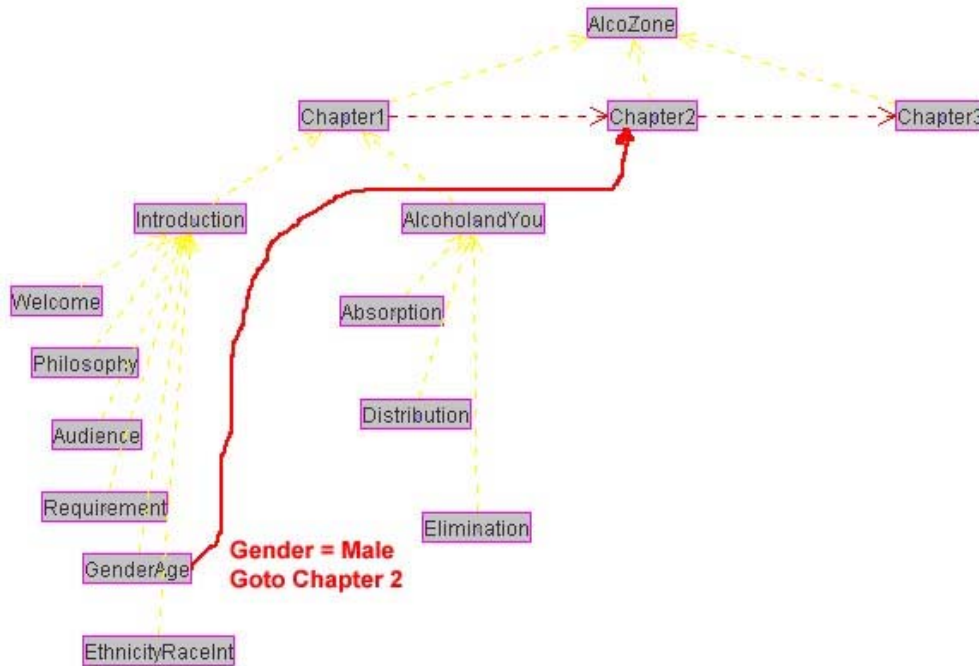 AlcoZone
Chapter1
Chapter2
Chapter3
Introduction
AlcoholandYou
Welcome
Absorption
Philosophy
Distribution
Audience
Requirement
Elimination
GenderAge
Gender = Male
Goto Chapter 2
EthnicityRaceInt